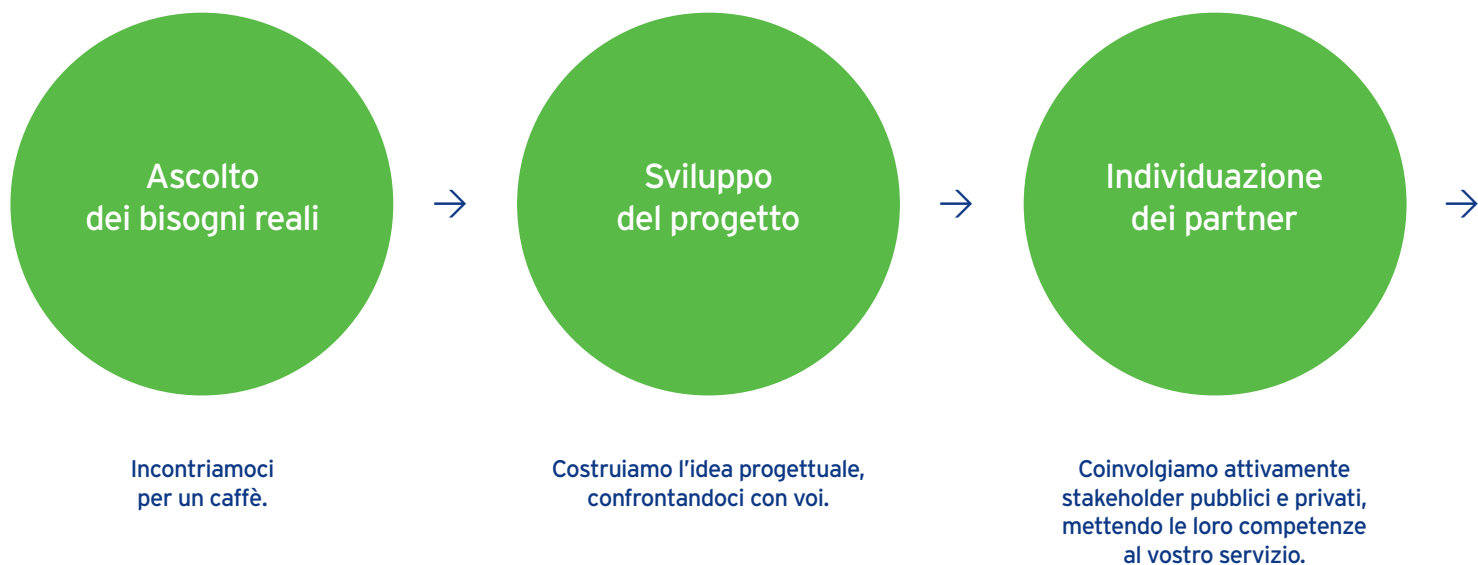 Ascolto
dei bisogni reali
→
Sviluppo
del progetto
→
Individuazione
dei partner
→
Incontriamoci
per un caffè.
Costruiamo l'idea progettuale,
confrontandoci con voi.
Coinvolgiamo attivamente
stakeholder pubblici e privati,
mettendo le loro competenze
al vostro servizio.